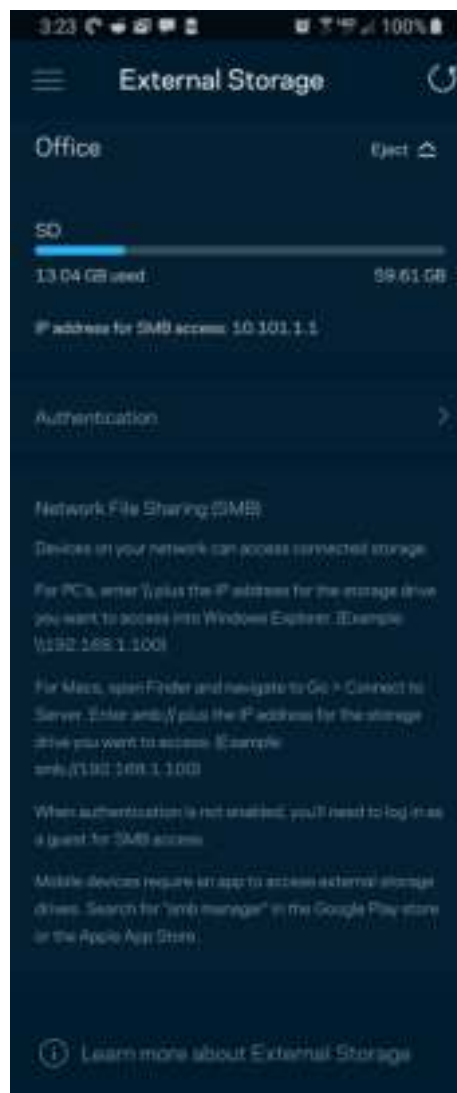 3:23
100%
External Storage
Office
Eject
SD
13.04 GB used
59.61 GB
IP address for SMB access: 10.101.1.1
Authentication
Network File Sharing (SMB)
Devices on your network can access connected storage.
For PC's, enter \\ plus the IP address for the storage drive
you want to access into Windows Explorer. (Example:
\\192.168.1.100)
For Macs, open Finder and navigate to Go > Connect to
Server. Enter smb:// plus the IP address for the storage
drive you want to access. (Example:
smb://192.168.1.100)
When authentication is not enabled, you'll need to log in as
a guest for SMB access.
Mobile devices require an app to access external storage
drives. Search for "smb manager" in the Google Play store
or the Apple App Store.
Learn more about External Storage